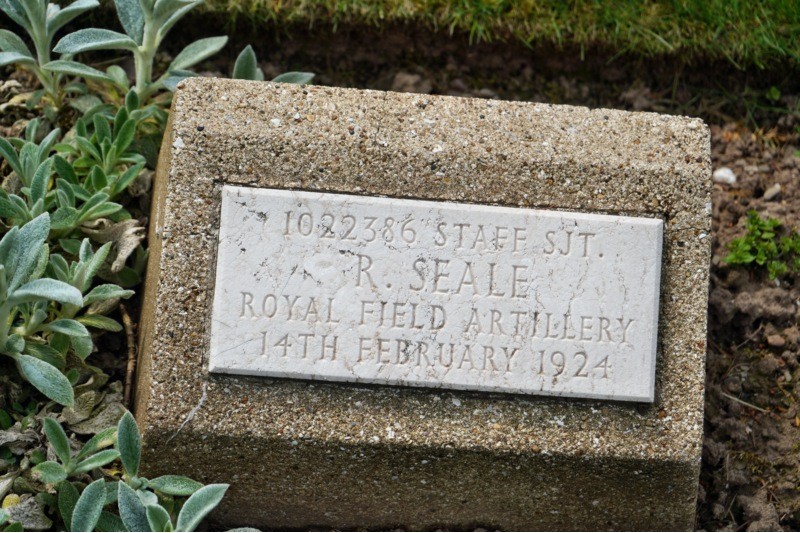 1022386 STAFF SJT.
R. SEALE
ROYAL FIELD ARTILLERY
14TH FEBRUARY 1924